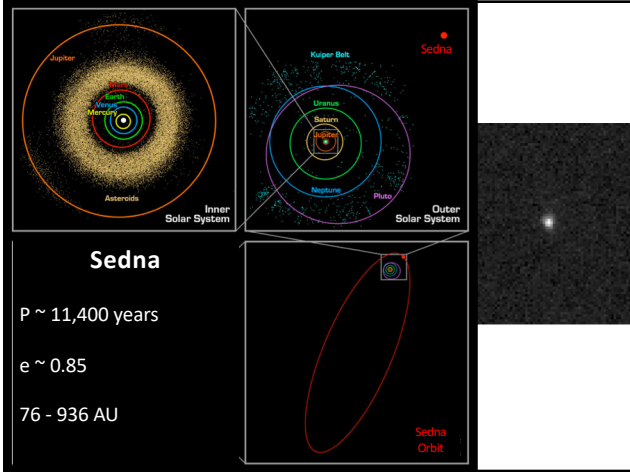 Jupiter
Mars
Earth
Venus
Mercury
Asteroids
Inner
Solar System
Sedna
Kuiper Belt
Uranus
Saturn
Jupiter
Neptune
Pluto
Outer
Solar System
Sedna
P ~ 11,400 years
e ~ 0.85
76 - 936 AU
Sedna
Orbit